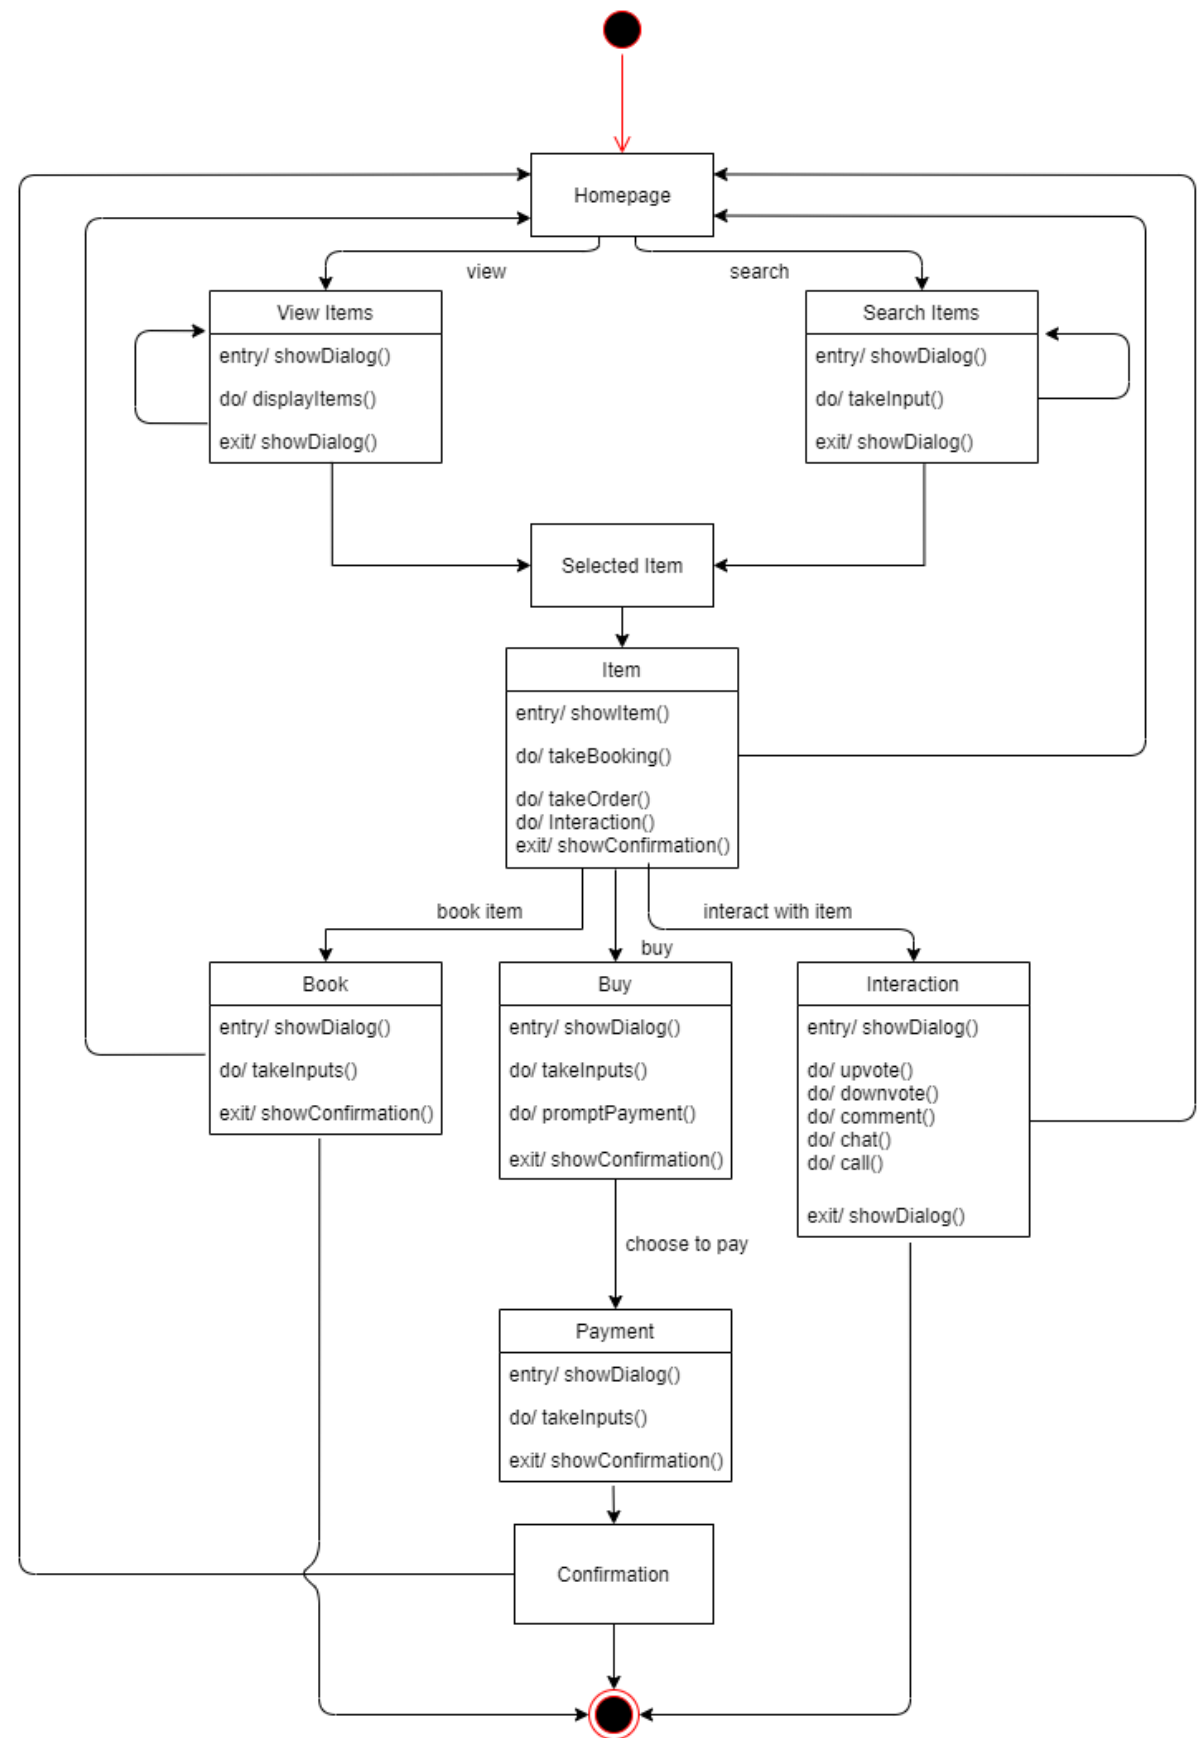 Homepage
view
search
View Items
entry/ showDialog()
do/ displayItems()
exit/ showDialog()
Search Items
entry/ showDialog()
do/ takeInput()
exit/ showDialog()
Selected Item
Item
entry/ showItem()
do/ takeBooking()
do/ takeOrder()
do/ Interaction()
exit/ showConfirmation()
book item
buy
interact with item
Book
entry/ showDialog()
do/ takeInputs()
exit/ showConfirmation()
Buy
entry/ showDialog()
do/ takeInputs()
do/ promptPayment()
exit/ showConfirmation()
Interaction
entry/ showDialog()
do/ upvote()
do/ downvote()
do/ comment()
do/ chat()
do/ call()
exit/ showDialog()
choose to pay
Payment
entry/ showDialog()
do/ takeInputs()
exit/ showConfirmation()
Confirmation